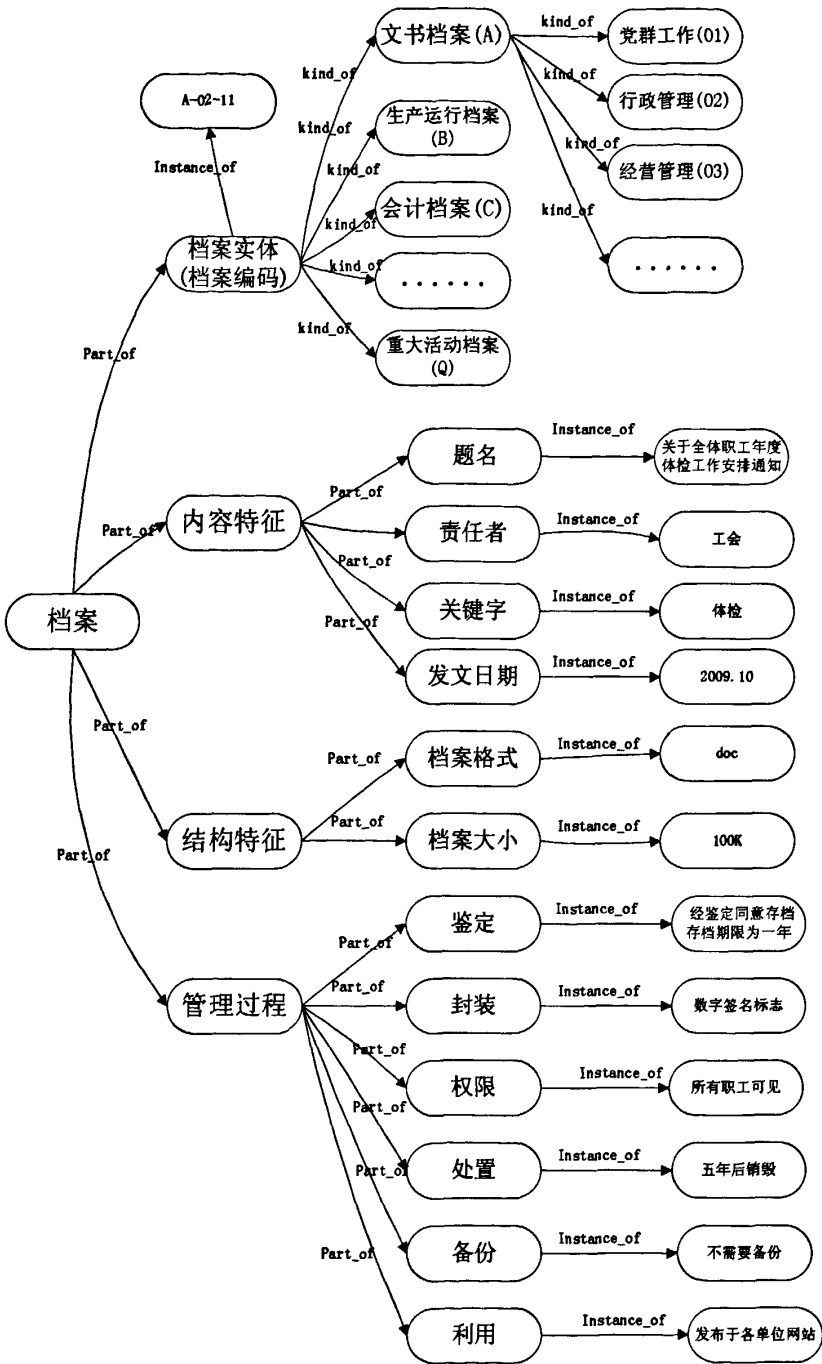 文书档案(A)
kind_of
党群工作(01)
kind_of
A-02-11
kind_of
行政管理(02)
生产运行档案
(B)
kind_of
kind_of
经营管理(03)
Instance_of
kind_of
会计档案(C)
kind_of
档案实体
(档案编码)
kind_of
kind_of
......
......
kind_of
重大活动档案
(Q)
Part_of
题名
Instance_of
关于全体职工年度
体检工作安排通知
Part_of
内容特征
Part_of
责任者
Instance_of
工会
Part_of
关键字
Instance_of
体检
档案
Part_of
发文日期
Instance_of
2009.10
Part_of
Part_of
档案格式
Instance_of
doc
结构特征
Part_of
档案大小
Instance_of
100K
Part_of
鉴定
Instance_of
经鉴定同意存档
存档期限为一年
Part_of
管理过程
Part_of
封装
Instance_of
数字签名标志
Part_of
权限
Instance_of
所有职工可见
Part_of
处置
Instance_of
五年后销毁
Part_of
备份
Instance_of
不需要备份
Part_of
利用
Instance_of
发布于各单位网站